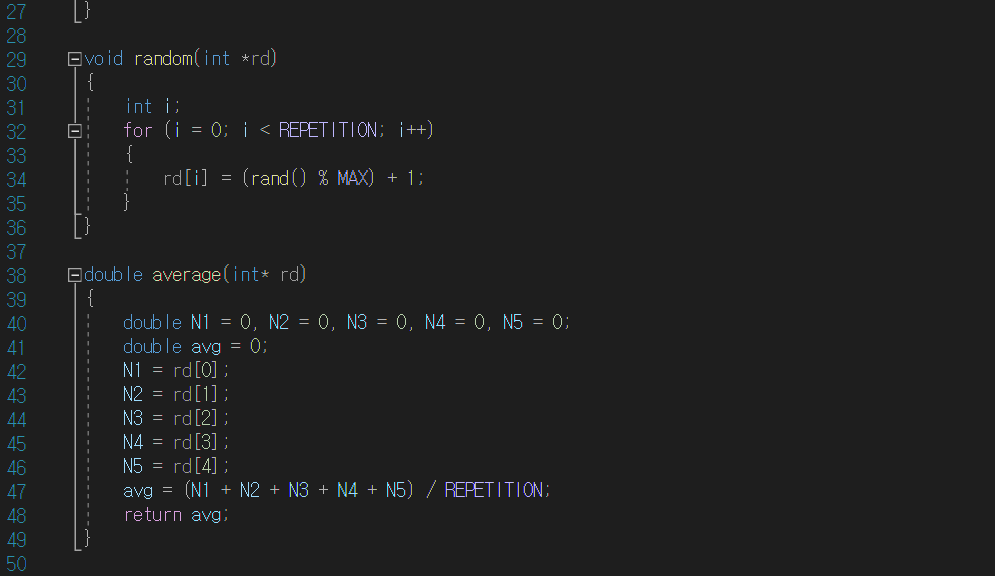 27 }
28
29 void random(int *rd)
30 {
31 int i;
32 for (i = 0; i < REPETITION; i++)
33 {
34 rd[i] = (rand() % MAX) + 1;
35 }
36 }
37
38 double average(int* rd)
39 {
40 double N1 = 0, N2 = 0, N3 = 0, N4 = 0, N5 = 0;
41 double avg = 0;
42 N1 = rd[0];
43 N2 = rd[1];
44 N3 = rd[2];
45 N4 = rd[3];
46 N5 = rd[4];
47 avg = (N1 + N2 + N3 + N4 + N5) / REPETITION;
48 return avg;
49 }
50